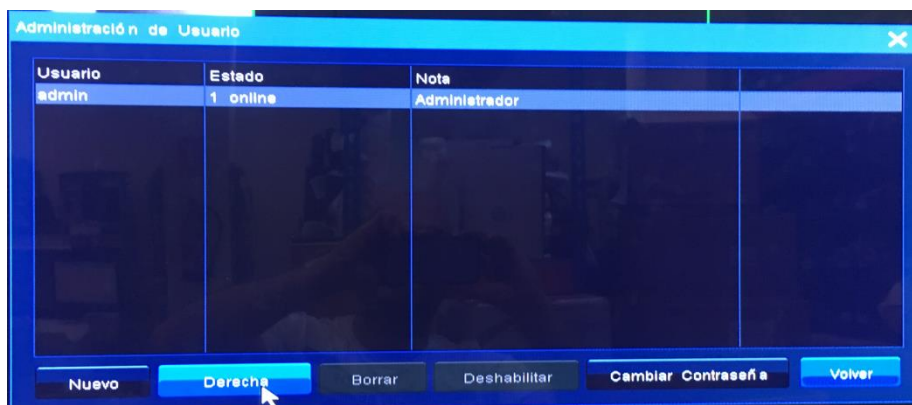 Administración de Usuario
Usuario Estado Nota
admin 1 online Administrador
Nuevo Derecha Borrar Deshabilitar Cambiar Contraseña Volver